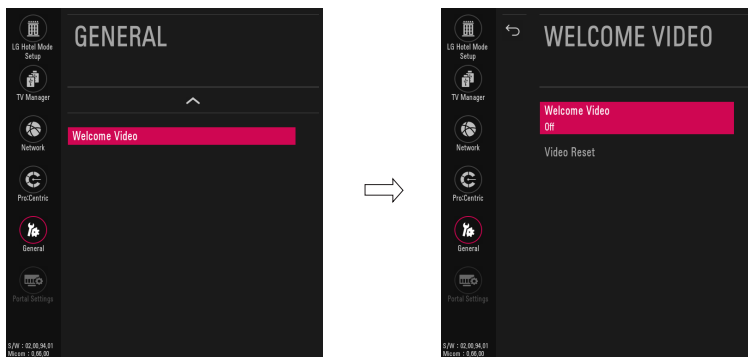 LG Hotel Mode
Setup
TV Manager
Network
Pro:Centric
General
Portal Settings
S/W : 02,00,94,01
Micom : 0,66,00
GENERAL
Welcome Video
LG Hotel Mode
Setup
TV Manager
Network
Pro:Centric
General
Portal Settings
S/W : 02,00,94,01
Micom : 0,66,00
WELCOME VIDEO
Welcome Video
Off
Video Reset